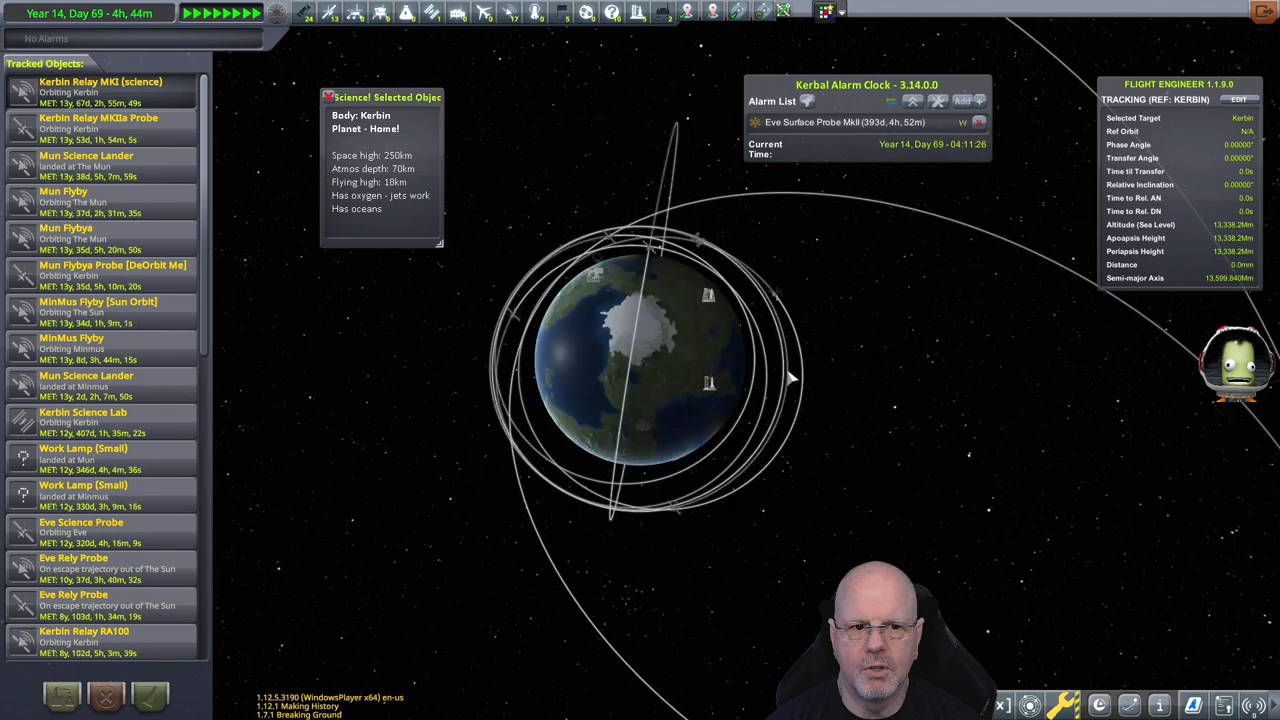 Year 14, Day 69 - 4h, 44m
24
13
1
17
5
10
5
2
No Alarms
Tracked Objects:
Kerbin Relay MKI (science)
Orbiting Kerbin
MET: 13y, 67d, 2h, 55m, 49s
Kerbin Relay MKIIa Probe
Orbiting Kerbin
MET: 13y, 53d, 1h, 54m, 5s
Mun Science Lander
landed at The Mun
MET: 13y, 38d, 5h, 7m, 59s
Mun Flyby
Orbiting The Mun
MET: 13y, 37d, 2h, 31m, 35s
Mun Flybya
Orbiting The Mun
MET: 13y, 35d, 5h, 20m, 50s
Mun Flybya Probe [DeOrbit Me]
Orbiting Kerbin
MET: 13y, 35d, 5h, 10m, 20s
MinMus Flyby [Sun Orbit]
Orbiting The Sun
MET: 13y, 34d, 1h, 9m, 1s
MinMus Flyby
Orbiting Minmus
MET: 13y, 8d, 3h, 44m, 15s
Mun Science Lander
landed at Minmus
MET: 13y, 2d, 2h, 7m, 50s
Kerbin Science Lab
Orbiting Kerbin
MET: 12y, 407d, 1h, 35m, 22s
Work Lamp (Small)
landed at Mun
MET: 12y, 346d, 4h, 4m, 36s
Work Lamp (Small)
landed at Minmus
MET: 12y, 330d, 3h, 9m, 16s
Eve Science Probe
Orbiting Eve
MET: 12y, 320d, 4h, 16m, 9s
Eve Rely Probe
On escape trajectory out of The Sun
MET: 10y, 37d, 3h, 40m, 32s
Eve Rely Probe
On escape trajectory out of The Sun
MET: 8y, 103d, 1h, 34m, 19s
Kerbin Relay RA100
Orbiting Kerbin
MET: 8y, 102d, 5h, 3m, 39s
Science! Selected Objec
Body: Kerbin
Planet - Home!
Space high: 250km
Atmos depth: 70km
Flying high: 18km
Has oxygen - jets work
Has oceans
Kerbal Alarm Clock - 3.14.0.0
Alarm List
Add +
Eve Surface Probe MkII (393d, 4h, 52m)
W
Current Time:
Year 14, Day 69 - 04:11:26
FLIGHT ENGINEER 1.1.9.0
TRACKING (REF: KERBIN)
EDIT
Selected Target Kerbin
Ref Orbit N/A
Phase Angle 0.00000°
Transfer Angle 0.00000°
Time til Transfer 0.0s
Relative Inclination 0.00000°
Time to Rel. AN 0.0s
Time to Rel. DN 0.0s
Altitude (Sea Level) 13,338.2Mm
Apoapsis Height 13,338.2Mm
Periapsis Height 13,338.2Mm
Distance 0.0mm
Semi-major Axis 13,599.840Mm
1.12.5.3190 (WindowsPlayer x64) en-us
1.12.1 Making History
1.7.1 Breaking Ground